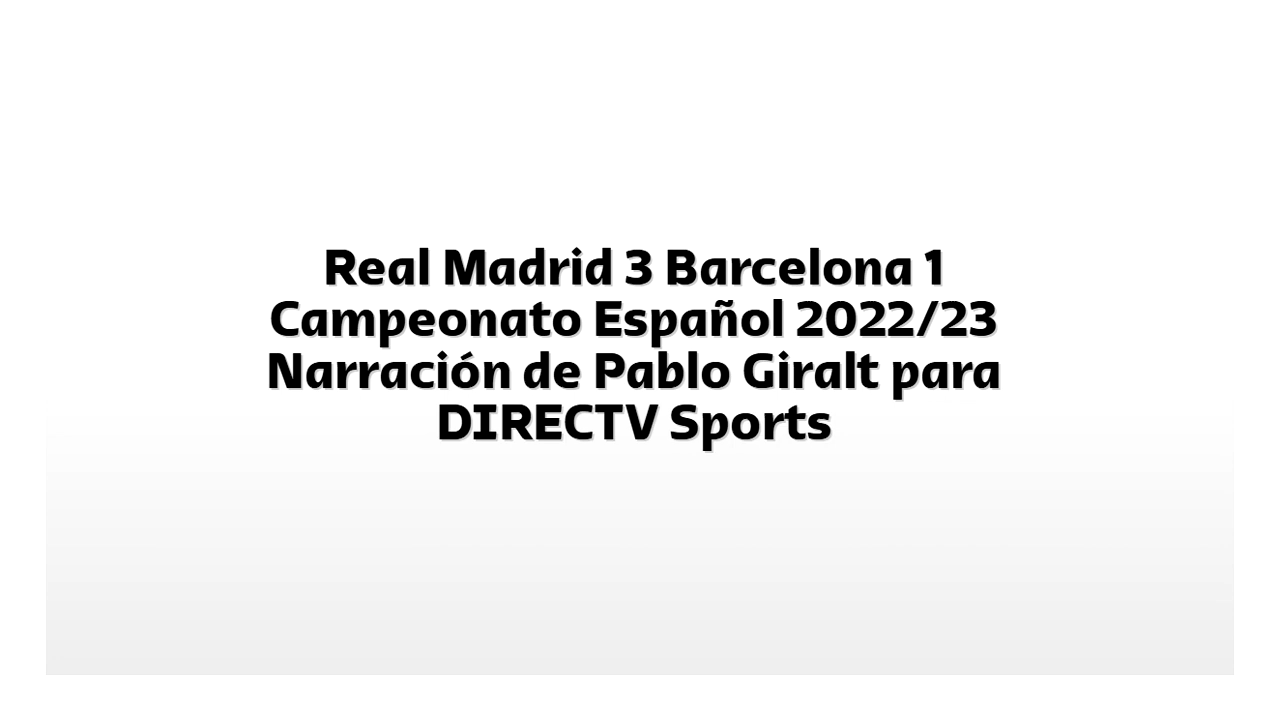 Real Madrid 3 Barcelona 1
Campeonato Español 2022/23
Narración de Pablo Giralt para
DIRECTV Sports